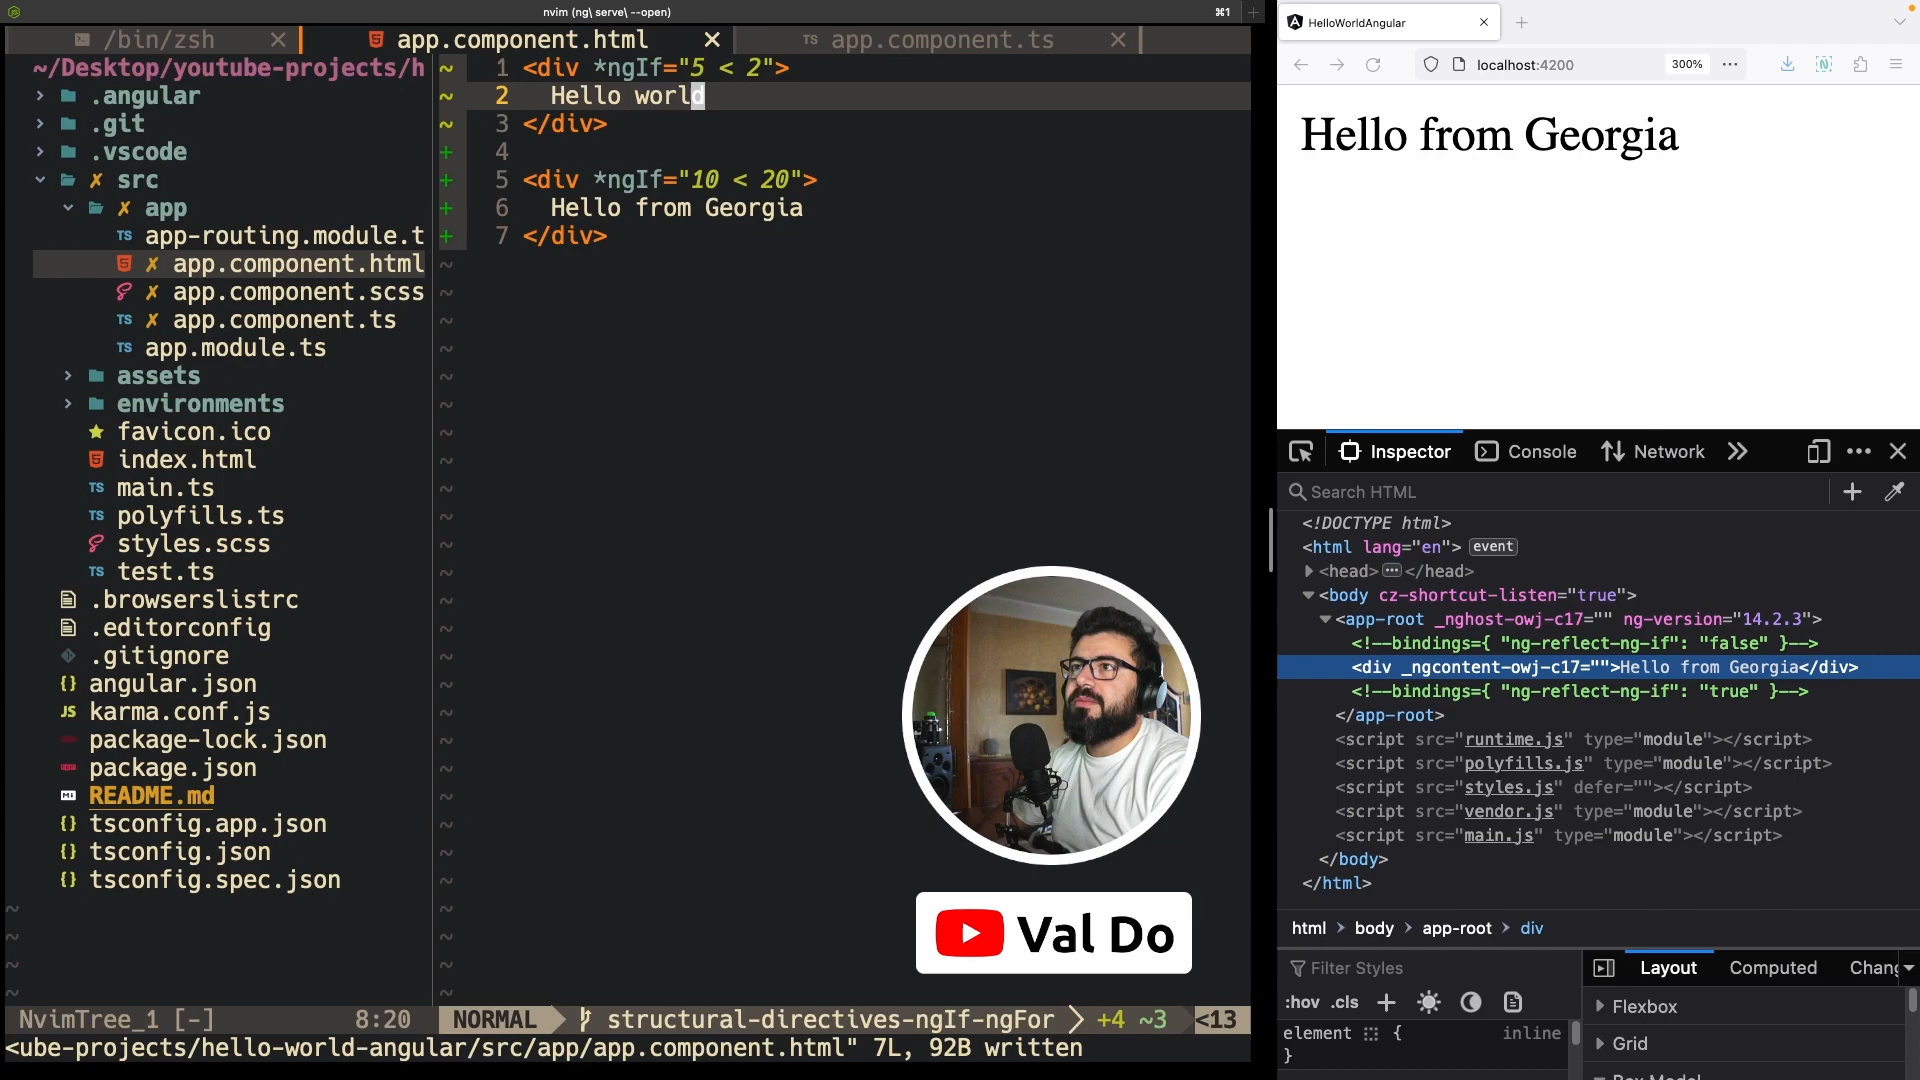 nvim (ng\ serve\ --open)
⌘1
/bin/zsh
app.component.html
TS app.component.ts
~/Desktop/youtube-projects/h
.angular
.git
.vscode
src
app
TS app-routing.module.t
app.component.html
app.component.scss
TS app.component.ts
TS app.module.ts
assets
environments
favicon.ico
index.html
TS main.ts
TS polyfills.ts
styles.scss
TS test.ts
.browserslistrc
.editorconfig
.gitignore
{} angular.json
JS karma.conf.js
package-lock.json
package.json
README.md
{} tsconfig.app.json
{} tsconfig.json
{} tsconfig.spec.json
NvimTree_1 [-] 8:20
1 <div *ngIf="5 < 2">
2 Hello world
3 </div>
4
5 <div *ngIf="10 < 20">
6 Hello from Georgia
7 </div>
Val Do
NORMAL structural-directives-ngIf-ngFor +4 ~3 <13
<ube-projects/hello-world-angular/src/app/app.component.html" 7L, 92B written
HelloWorldAngular
localhost:4200 300%
Hello from Georgia
Inspector Console Network
Search HTML
<!DOCTYPE html>
<html lang="en"> event
<head> </head>
<body cz-shortcut-listen="true">
<app-root _nghost-owj-c17="" ng-version="14.2.3">
<!--bindings={ "ng-reflect-ng-if": "false" }-->
<div _ngcontent-owj-c17="">Hello from Georgia</div>
<!--bindings={ "ng-reflect-ng-if": "true" }-->
</app-root>
<script src="runtime.js" type="module"></script>
<script src="polyfills.js" type="module"></script>
<script src="styles.js" defer=""></script>
<script src="vendor.js" type="module"></script>
<script src="main.js" type="module"></script>
</body>
</html>
html > body > app-root > div
Filter Styles
:hov .cls
element { inline
}
Layout Computed
Flexbox
Grid
Box Model